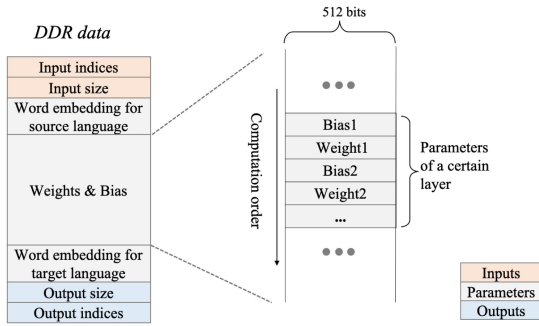 DDR data
Input indices
Input size
Word embedding for
source language
Weights & Bias
Word embedding for
target language
Output size
Output indices
512 bits
Computation order
Bias1
Weight1
Bias2
Weight2
...
Parameters
of a certain
layer
Inputs
Parameters
Outputs